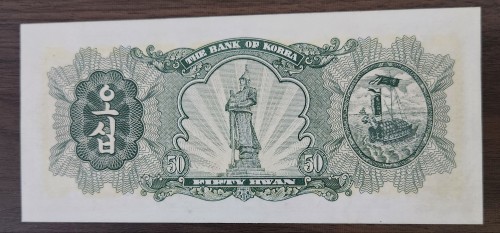 THE BANK OF KOREA
오십
50 50
FIFTY HWAN